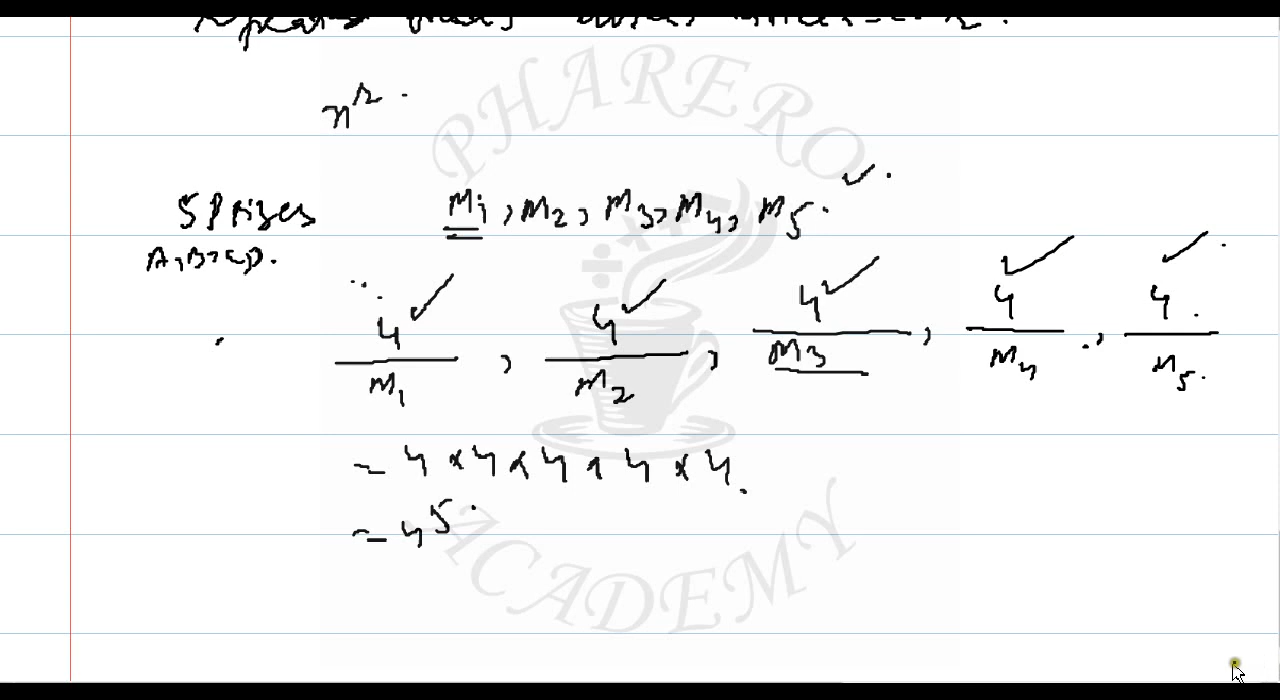 n^r.
5 Prizes M1, M2, M3, M4, M5.
A, B, C, D.
4/M1, 4/M2, 4/M3, 4/M4, 4/M5.
= 4 × 4 × 4 × 4 × 4.
= 4^5.
PHARERO
ACADEMY